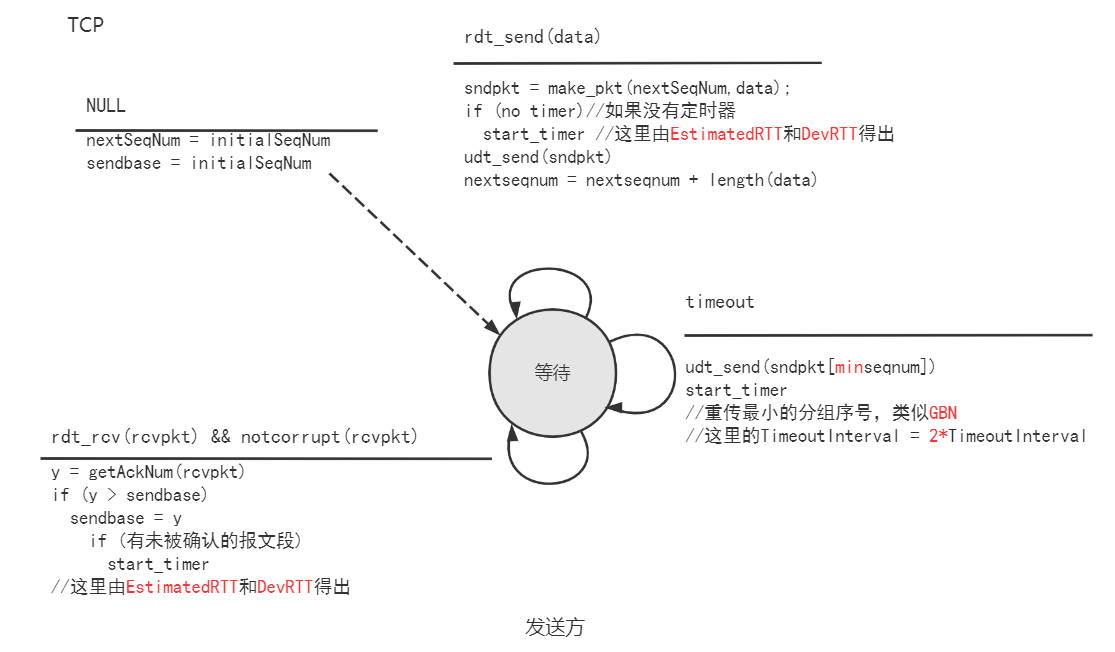 TCP
rdt_send(data)
sndpkt = make_pkt(nextSeqNum,data);
if (no timer)//如果没有定时器
start_timer //这里由EstimatedRTT和DevRTT得出
udt_send(sndpkt)
nextseqnum = nextseqnum + length(data)
NULL
nextSeqNum = initialSeqNum
sendbase = initialSeqNum
timeout
udt_send(sndpkt[minseqnum])
start_timer
//重传最小的分组序号，类似GBN
//这里的TimeoutInterval = 2*TimeoutInterval
等待
rdt_rcv(rcvpkt) && notcorrupt(rcvpkt)
y = getAckNum(rcvpkt)
if (y > sendbase)
sendbase = y
if (有未被确认的报文段)
start_timer
//这里由EstimatedRTT和DevRTT得出
发送方